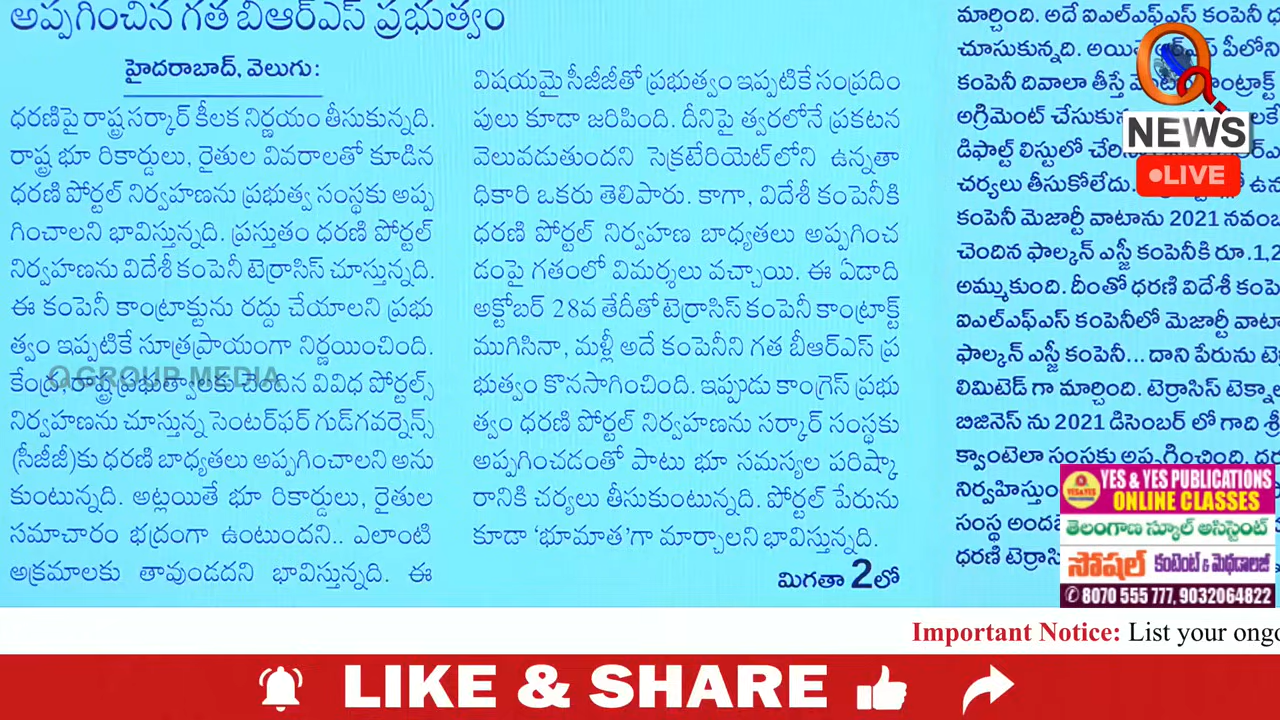 అప్పగించిన గత బీఆర్ఎస్ ప్రభుత్వం
హైదరాబాద్, వెలుగు:
ధరణిపై రాష్ట్ర సర్కార్ కీలక నిర్ణయం తీసుకున్నది.
రాష్ట్ర భూ రికార్డులు, రైతుల వివరాలతో కూడిన
ధరణి పోర్టల్ నిర్వహణను ప్రభుత్వ సంస్థకు అప్ప
గించాలని భావిస్తున్నది. ప్రస్తుతం ధరణి పోర్టల్
నిర్వహణను విదేశీ కంపెనీ టెర్రాసిస్ చూస్తున్నది.
ఈ కంపెనీ కాంట్రాక్టును రద్దు చేయాలని ప్రభు
త్వం ఇప్పటికే సూత్రప్రాయంగా నిర్ణయించింది.
కేంద్ర, రాష్ట్ర ప్రభుత్వాలకు చెందిన వివిధ పోర్టల్స్
నిర్వహణను చూస్తున్న సెంటర్‌ఫర్ గుడ్‌గవర్నెన్స్
(సీజీజీ)కు ధరణి బాధ్యతలు అప్పగించాలని అను
కుంటున్నది. అట్లయితే భూ రికార్డులు, రైతుల
సమాచారం భద్రంగా ఉంటుందని.. ఎలాంటి
అక్రమాలకు తావుండదని భావిస్తున్నది. ఈ
విషయమై సీజీజీతో ప్రభుత్వం ఇప్పటికే సంప్రదిం
పులు కూడా జరిపింది. దీనిపై త్వరలోనే ప్రకటన
వెలువడుతుందని సెక్రటేరియెట్‌లోని ఉన్నతా
ధికారి ఒకరు తెలిపారు. కాగా, విదేశీ కంపెనీకి
ధరణి పోర్టల్ నిర్వహణ బాధ్యతలు అప్పగించ
డంపై గతంలో విమర్శలు వచ్చాయి. ఈ ఏడాది
అక్టోబర్ 28వ తేదీతో టెర్రాసిస్ కంపెనీ కాంట్రాక్ట్
ముగిసినా, మళ్లీ అదే కంపెనీని గత బీఆర్ఎస్ ప్ర
భుత్వం కొనసాగించింది. ఇప్పుడు కాంగ్రెస్ ప్రభు
త్వం ధరణి పోర్టల్ నిర్వహణను సర్కార్ సంస్థకు
అప్పగించడంతో పాటు భూ సమస్యల పరిష్కా
రానికి చర్యలు తీసుకుంటున్నది. పోర్టల్ పేరును
కూడా ‘భూమాత’గా మార్చాలని భావిస్తున్నది.
మిగతా 2లో
మార్చింది. అదే ఐఎల్ఎఫ్ఎస్ కంపెనీ
చూసుకున్నది.
కంపెనీ దివాలా తీస్తే
అగ్రిమెంట్
డిఫాల్ట్ లిస్టులో
చర్యలు తీసుకోలేదు.
కంపెనీ మెజార్టీ వాటాను 2021
చెందిన ఫాల్కన్ ఎస్జీ కంపెనీకి రూ.1,2
అమ్ముకుంది. దీంతో ధరణి విదేశీ
ఐఎల్ఎఫ్ఎస్ కంపెనీలో మెజార్టీ
ఫాల్కన్ ఎస్జీ కంపెనీ... దాని పేరును
లిమిటెడ్ గా మార్చింది. టెర్రాసిస్
బిజినెస్ ను 2021 డిసెంబర్ లో గాది
క్వాంటెలా సంస్థకు అప్పగించింది.
సంస్థ
ధరణి
Q GROUP MEDIA
Q
NEWS
LIVE
YES & YES PUBLICATIONS
ONLINE CLASSES
తెలంగాణ స్కూల్ అసిస్టెంట్
సోషల్ కంటెంట్ & మెథడాలజీ
8070 555 777, 9032064822
Important Notice: List your ongo
LIKE & SHARE